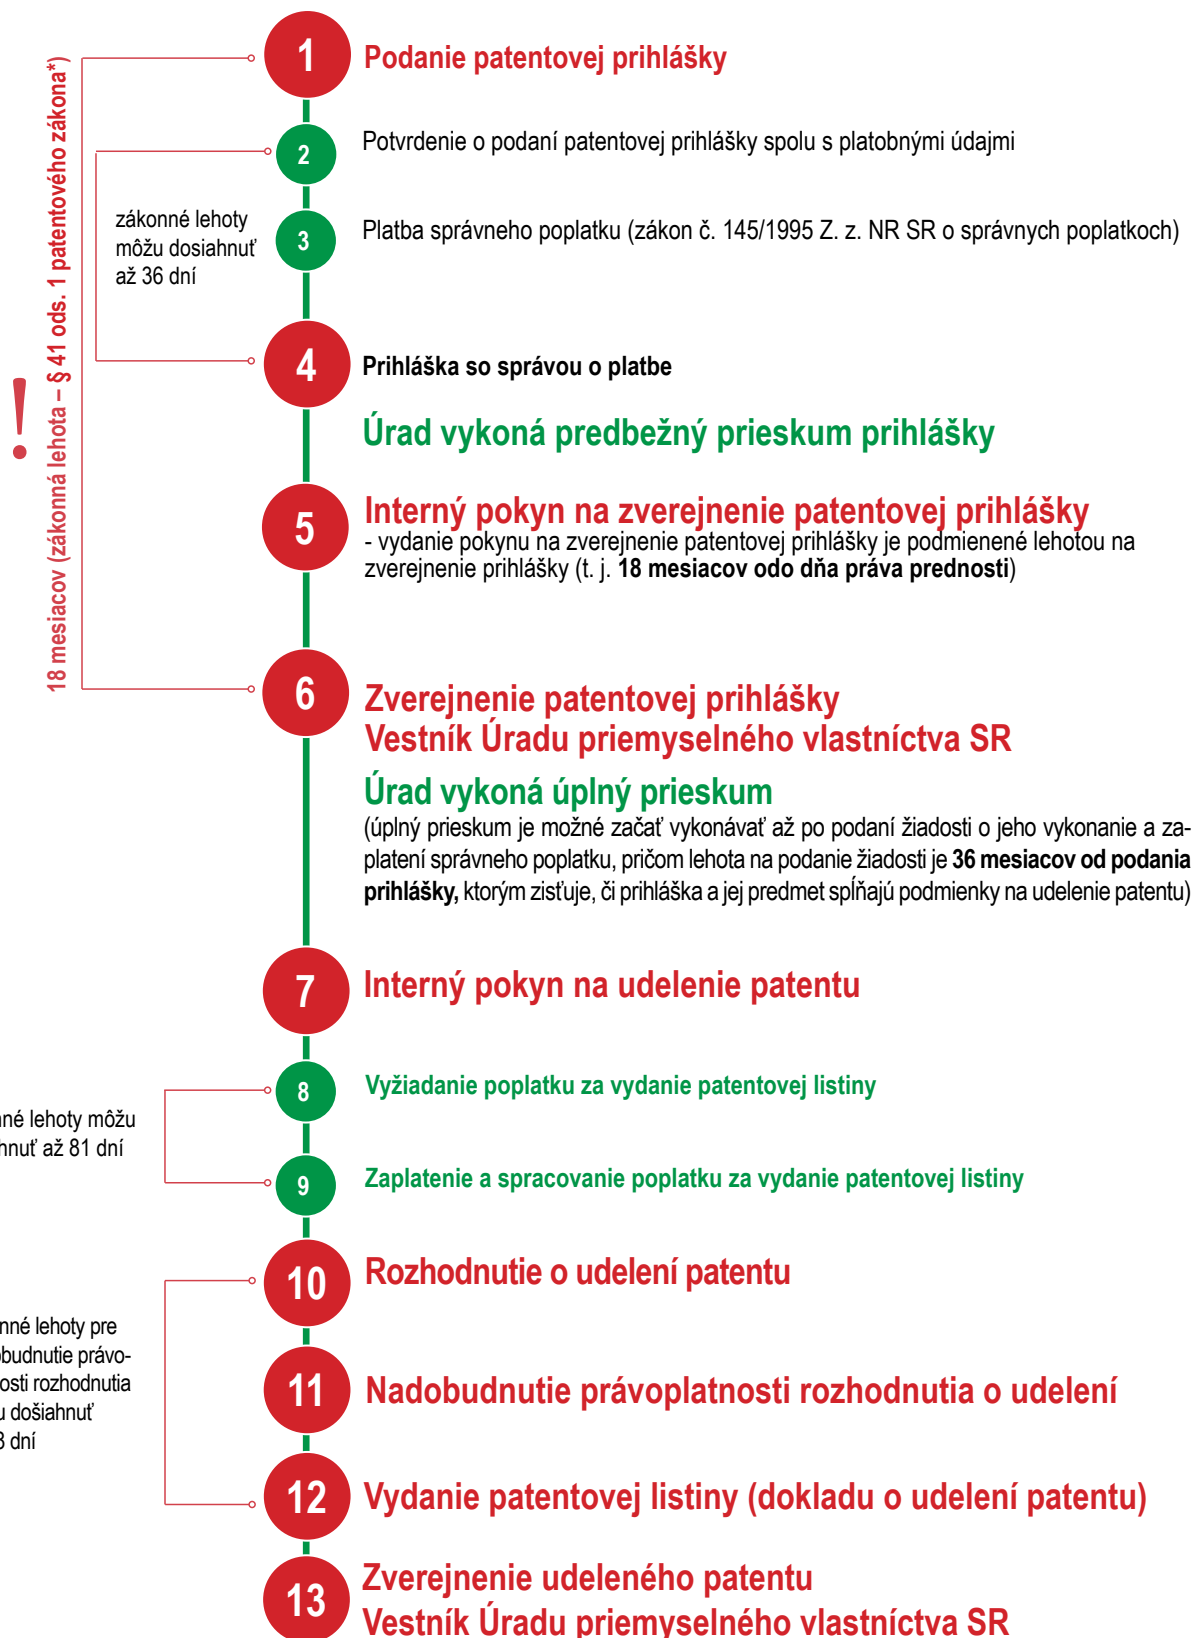 1
Podanie patentovej prihlášky
2
Potvrdenie o podaní patentovej prihlášky spolu s platobnými údajmi
zákonné lehoty
môžu dosiahnuť
až 36 dní
3
Platba správneho poplatku (zákon č. 145/1995 Z. z. NR SR o správnych poplatkoch)
!
18 mesiacov (zákonná lehota – § 41 ods. 1 patentového zákona*)
4
Prihláška so správou o platbe
Úrad vykoná predbežný prieskum prihlášky
5
Interný pokyn na zverejnenie patentovej prihlášky
- vydanie pokynu na zverejnenie patentovej prihlášky je podmienené lehotou na
zverejnenie prihlášky (t. j. 18 mesiacov odo dňa práva prednosti)
6
Zverejnenie patentovej prihlášky
Vestník Úradu priemyselného vlastníctva SR
Úrad vykoná úplný prieskum
(úplný prieskum je možné začať vykonávať až po podaní žiadosti o jeho vykonanie a za-
platení správneho poplatku, pričom lehota na podanie žiadosti je 36 mesiacov od podania
prihlášky, ktorým zisťuje, či prihláška a jej predmet spĺňajú podmienky na udelenie patentu)
7
Interný pokyn na udelenie patentu
8
Vyžiadanie poplatku za vydanie patentovej listiny
lehoty môžu
až 81 dní
9
Zaplatenie a spracovanie poplatku za vydanie patentovej listiny
10
Rozhodnutie o udelení patentu
lehoty pre
právo-
rozhodnutia
došiahnuť
dní
11
Nadobudnutie právoplatnosti rozhodnutia o udelení
12
Vydanie patentovej listiny (dokladu o udelení patentu)
13
Zverejnenie udeleného patentu
Vestník Úradu priemyselného vlastníctva SR